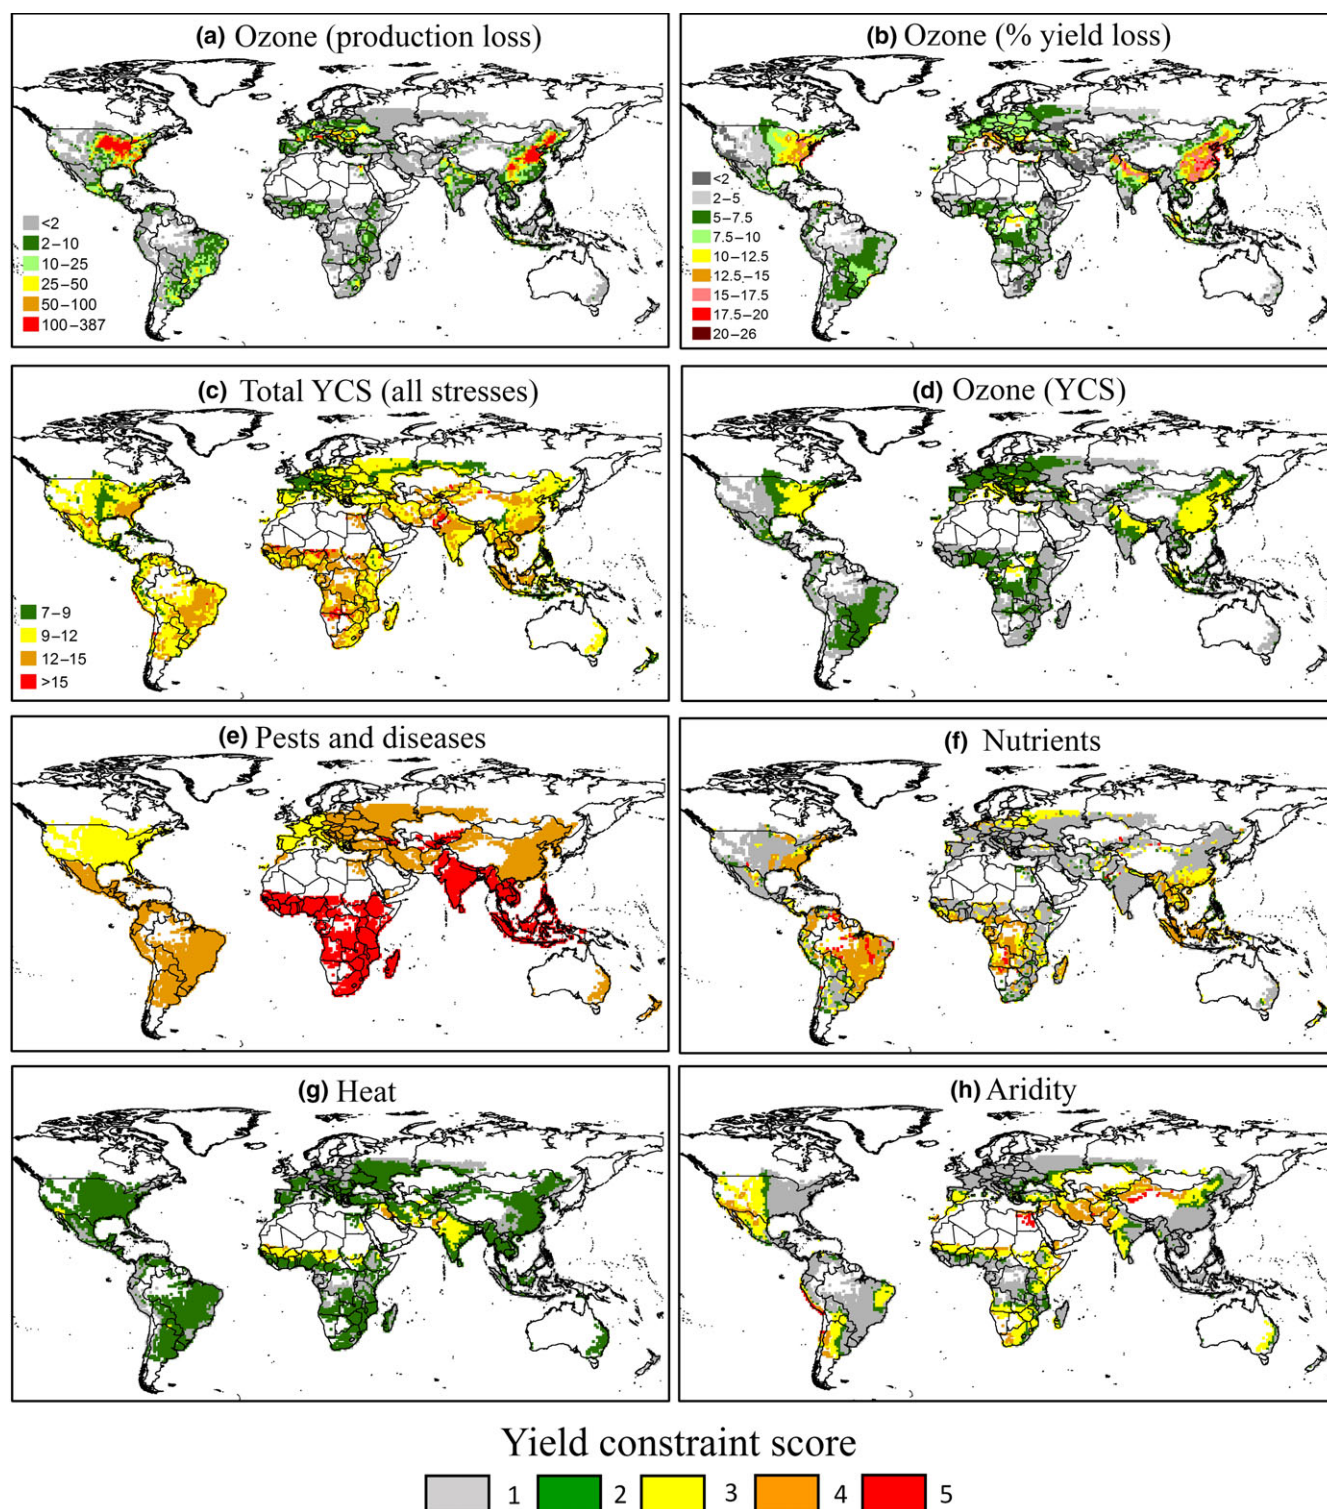 (a) Ozone (production loss)
<2
2–10
10–25
25–50
50–100
100–387
(b) Ozone (% yield loss)
<2
2–5
5–7.5
7.5–10
10–12.5
12.5–15
15–17.5
17.5–20
20–26
(c) Total YCS (all stresses)
7–9
9–12
12–15
>15
(d) Ozone (YCS)
(e) Pests and diseases
(f) Nutrients
(g) Heat
(h) Aridity
Yield constraint score
1 2 3 4 5